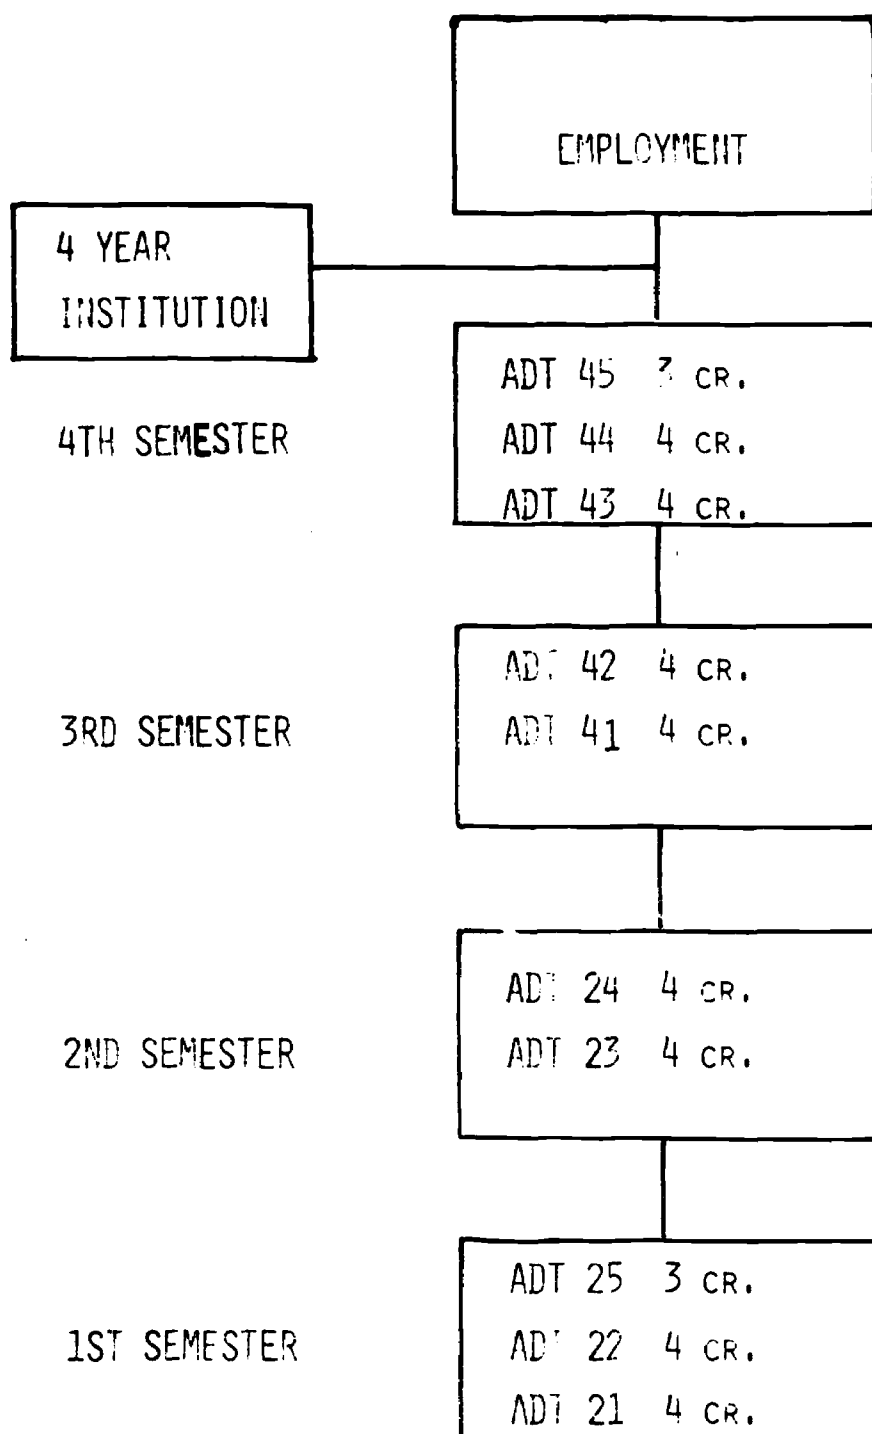 EMPLOYMENT
4 YEAR
INSTITUTION
4TH SEMESTER
ADT 45 3 CR.
ADT 44 4 CR.
ADT 43 4 CR.
3RD SEMESTER
ADT 42 4 CR.
ADT 41 4 CR.
2ND SEMESTER
ADT 24 4 CR.
ADT 23 4 CR.
1ST SEMESTER
ADT 25 3 CR.
ADT 22 4 CR.
ADT 21 4 CR.